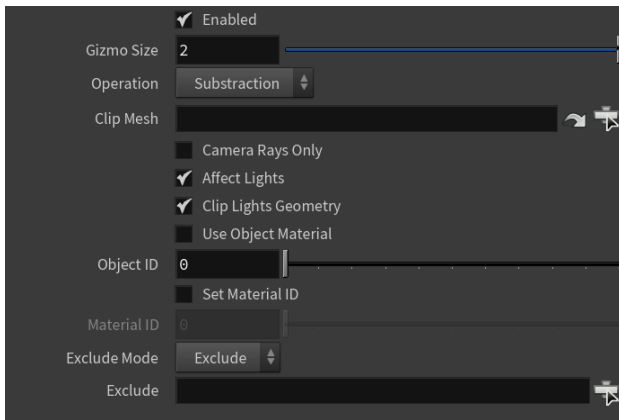 Enabled
Gizmo Size 2
Operation Substraction
Clip Mesh
Camera Rays Only
Affect Lights
Clip Lights Geometry
Use Object Material
Object ID 0
Set Material ID
Material ID 0
Exclude Mode Exclude
Exclude